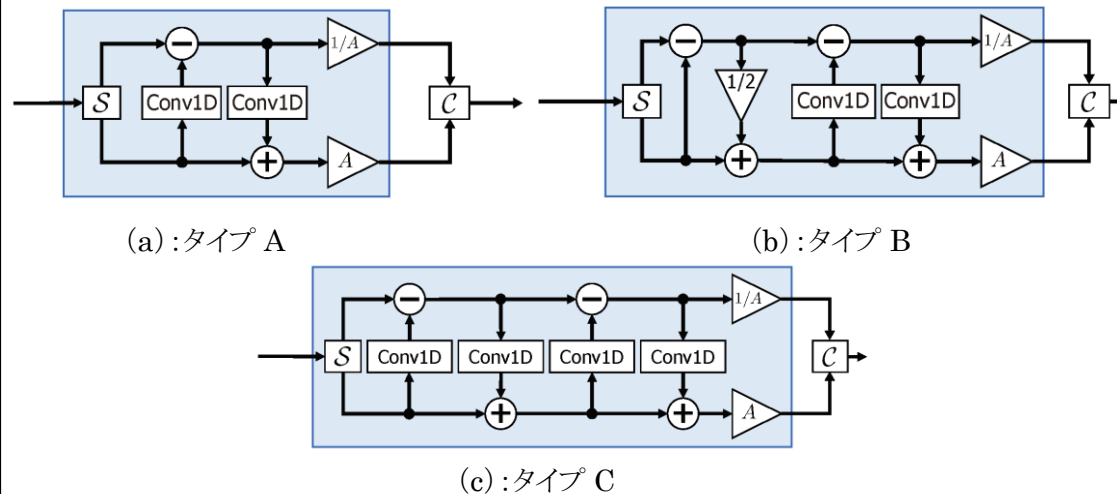 S
−
Conv1D
Conv1D
+
1/A
A
C
(a):タイプ A
S
−
1/2
+
−
Conv1D
Conv1D
+
1/A
A
C
(b):タイプ B
S
−
Conv1D
Conv1D
+
−
Conv1D
Conv1D
+
1/A
A
C
(c):タイプ C